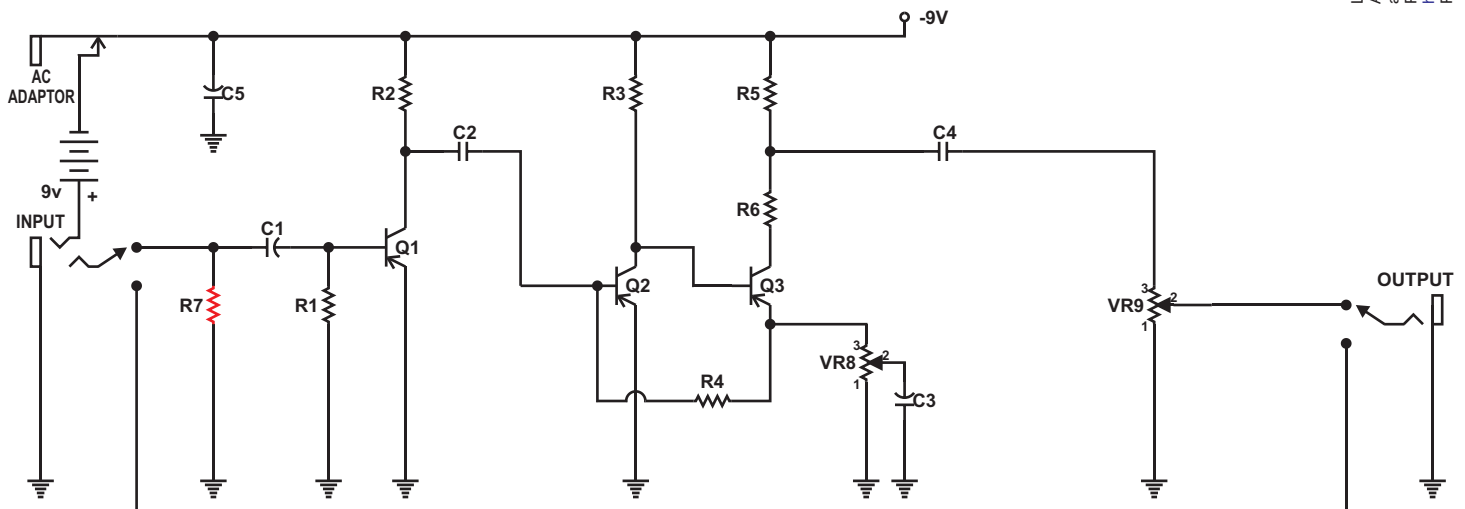 -9V
AC
ADAPTOR
C5
R2
R3
R5
C2
C4
9v
+
R6
INPUT
C1
Q1
Q2
Q3
OUTPUT
R7
R1
VR9
3
2
1
VR8
3
2
1
R4
C3